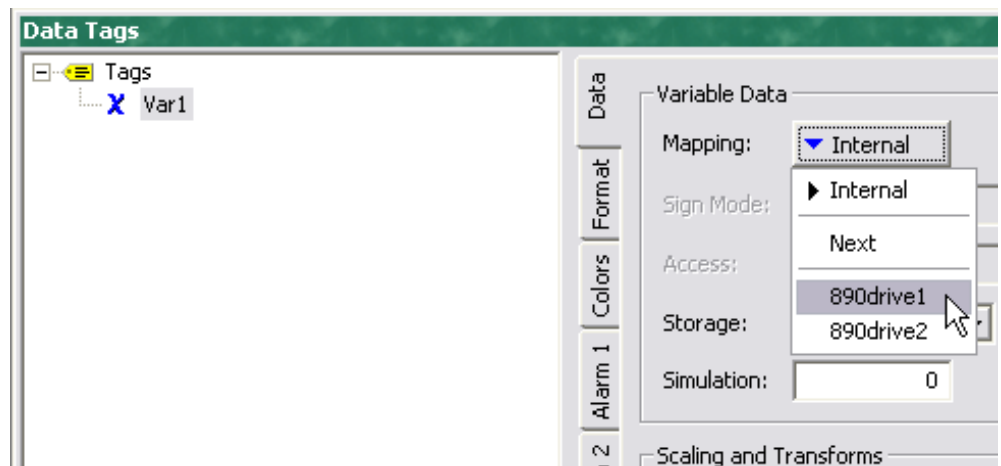 Data Tags
Tags
Var1
Data
Format
Colors
Alarm 1
2
Variable Data
Mapping:
Internal
Internal
Next
890drive1
890drive2
Sign Mode:
Access:
Storage:
Simulation:
0
Scaling and Transforms